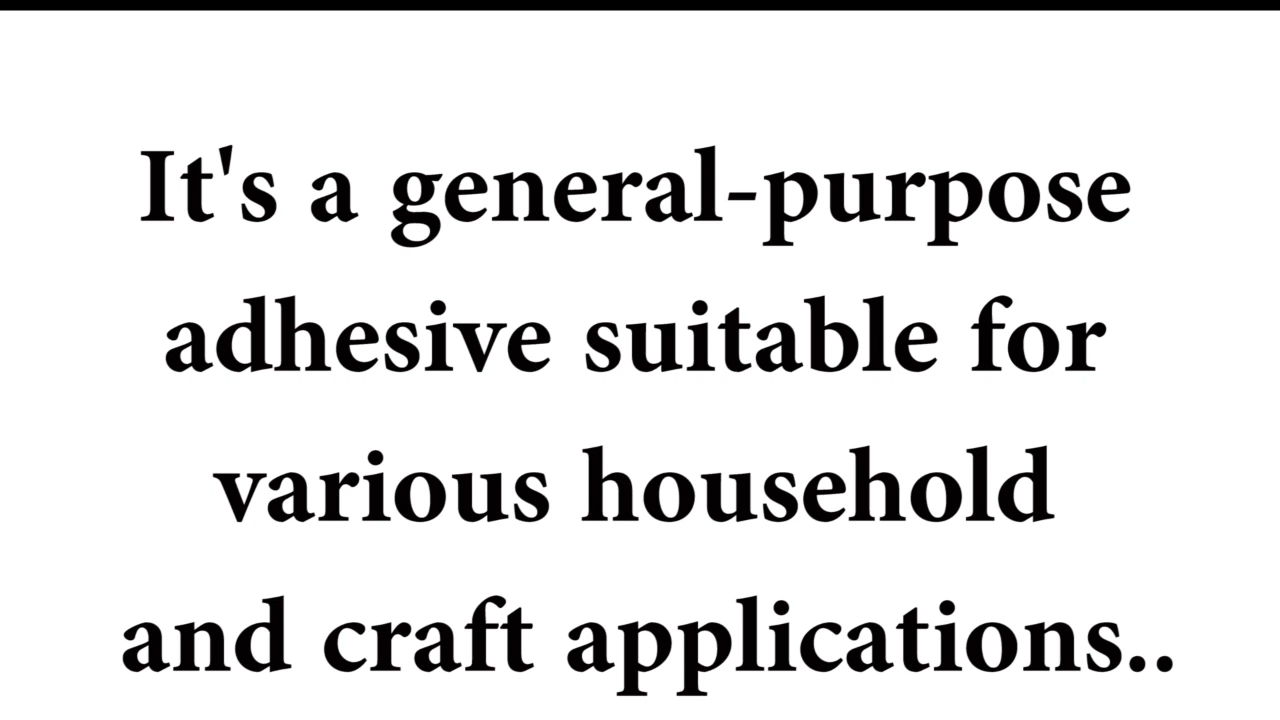 It's a general-purpose
adhesive suitable for
various household
and craft applications..